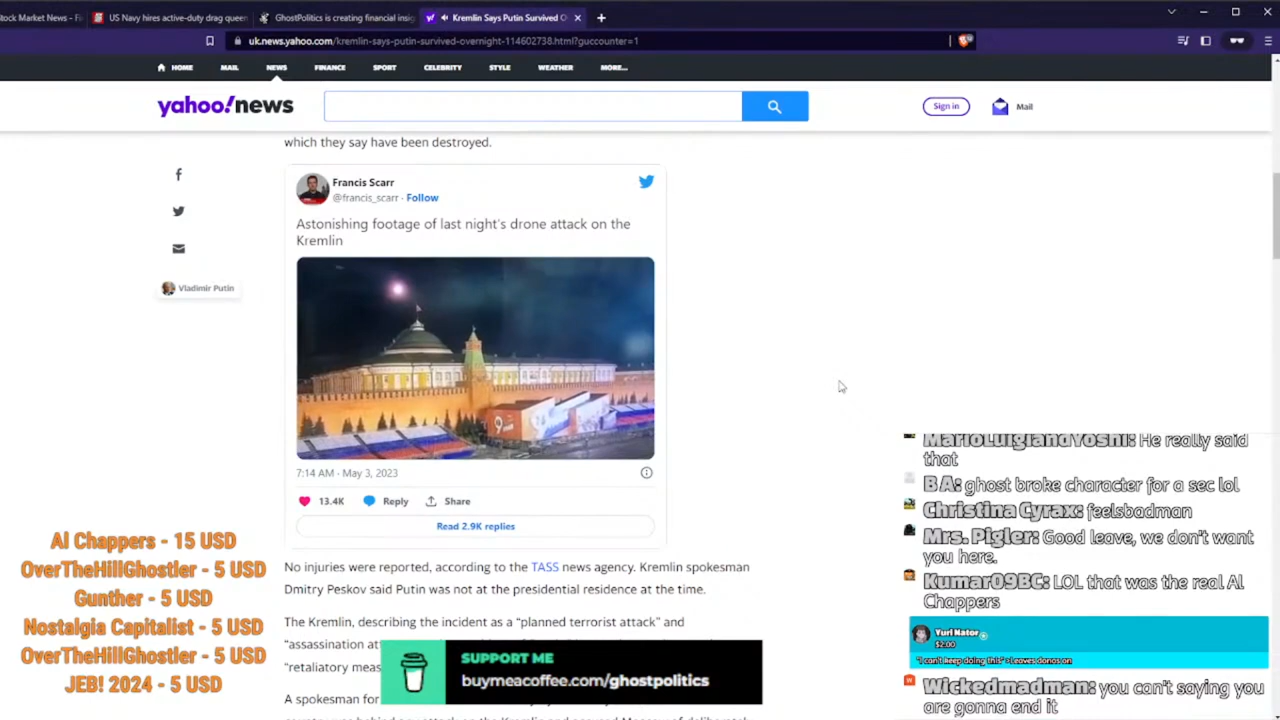 Stock Market News - Fi
US Navy hires active-duty drag queen
GhostPolitics is creating financial insig
Kremlin Says Putin Survived O
uk.news.yahoo.com/kremlin-says-putin-survived-overnight-114602738.html?guccounter=1
HOME
MAIL
NEWS
FINANCE
SPORT
CELEBRITY
STYLE
WEATHER
MORE...
yahoo!news
Sign in
Mail
which they say have been destroyed.
Francis Scarr
@francis_scarr · Follow
Astonishing footage of last night's drone attack on the
Kremlin
Vladimir Putin
7:14 AM · May 3, 2023
13.4K
Reply
Share
Read 2.9K replies
No injuries were reported, according to the TASS news agency. Kremlin spokesman
Dmitry Peskov said Putin was not at the presidential residence at the time.
The Kremlin, describing the incident as a "planned terrorist attack" and
"assassination
"retaliatory
A spokesman for
SUPPORT ME
buymeacoffee.com/ghostpolitics
Al Chappers - 15 USD
OverTheHillGhostler - 5 USD
Gunther - 5 USD
Nostalgia Capitalist - 5 USD
OverTheHillGhostler - 5 USD
JEB! 2024 - 5 USD
MarioLuigiandYoshi: He really said
that
B A: ghost broke character for a sec lol
Christina Cyrax: feelsbadman
Mrs. Pigler: Good leave, we don't want
you here.
Kumar09BC: LOL that was the real Al
Chappers
Yuri Nator
$2.00
"I can't keep doing this" >Leaves donos on
Wickedmadman: you can't saying you
are gonna end it